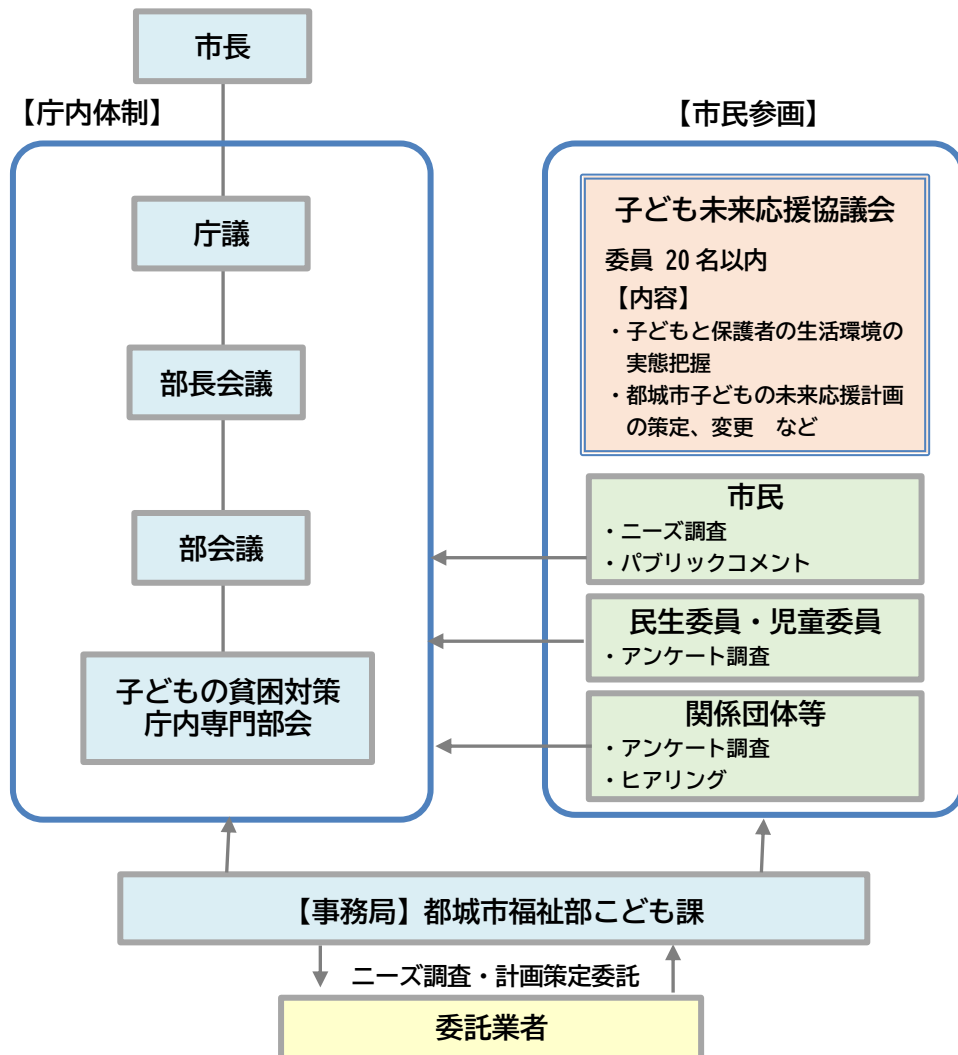 市長
【庁内体制】
庁議
部長会議
部会議
子どもの貧困対策
庁内専門部会
【市民参画】
子ども未来応援協議会
委員 20名以内
【内容】
・子どもと保護者の生活環境の
実態把握
・都城市子どもの未来応援計画
の策定、変更　など
市民
・ニーズ調査
・パブリックコメント
民生委員・児童委員
・アンケート調査
関係団体等
・アンケート調査
・ヒアリング
【事務局】都城市福祉部こども課
ニーズ調査・計画策定委託
委託業者